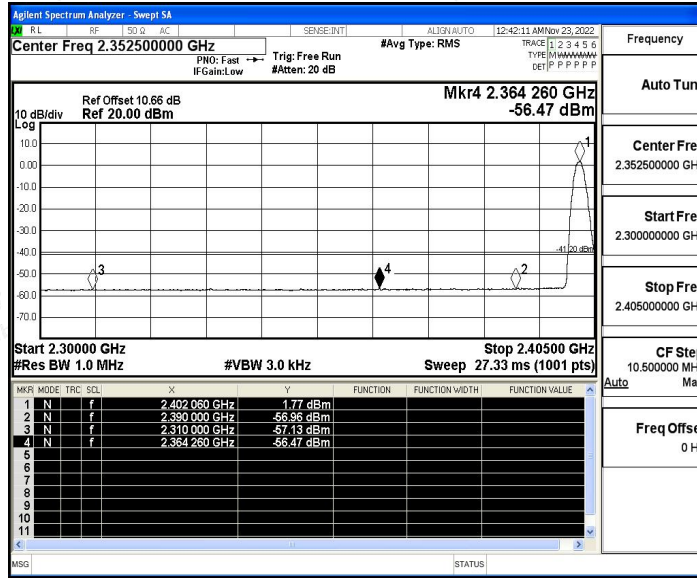 Agilent Spectrum Analyzer - Swept SA
RL RF 50 Ω AC SENSE:INT ALIGN AUTO 12:42:11 AM Nov 23, 2022
Center Freq 2.352500000 GHz
PNO: Fast
IFGain:Low
Trig: Free Run
#Atten: 20 dB
#Avg Type: RMS
TRACE 1 2 3 4 5 6
TYPE M W W W W W
DET P P P P P P
Ref Offset 10.66 dB
10 dB/div Ref 20.00 dBm
Log
Mkr4 2.364 260 GHz
-56.47 dBm
10.0
0.00
-10.0
-20.0
-30.0
-40.0
-50.0
-60.0
-70.0
1
2
3
4
-41.20 dBm
Start 2.30000 GHz Stop 2.40500 GHz
#Res BW 1.0 MHz #VBW 3.0 kHz Sweep 27.33 ms (1001 pts)
MKR MODE TRC SCL X Y FUNCTION FUNCTION WIDTH FUNCTION VALUE
1 N f 2.402 060 GHz 1.77 dBm
2 N f 2.390 000 GHz -56.96 dBm
3 N f 2.310 000 GHz -57.13 dBm
4 N f 2.364 260 GHz -56.47 dBm
5
6
7
8
9
10
11
MSG STATUS
Frequency
Auto Tun
Center Fre
2.352500000 GH
Start Fre
2.300000000 GH
Stop Fre
2.405000000 GH
CF Ste
10.500000 MH
Auto Ma
Freq Offse
0 H